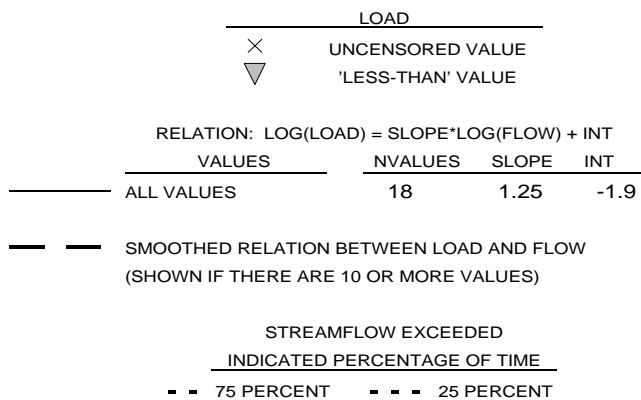 LOAD
UNCENSORED VALUE
'LESS-THAN' VALUE
RELATION: LOG(LOAD) = SLOPE*LOG(FLOW) + INT
VALUES NVALUES SLOPE INT
ALL VALUES 18 1.25 -1.9
SMOOTHED RELATION BETWEEN LOAD AND FLOW
(SHOWN IF THERE ARE 10 OR MORE VALUES)
STREAMFLOW EXCEEDED
INDICATED PERCENTAGE OF TIME
75 PERCENT 25 PERCENT